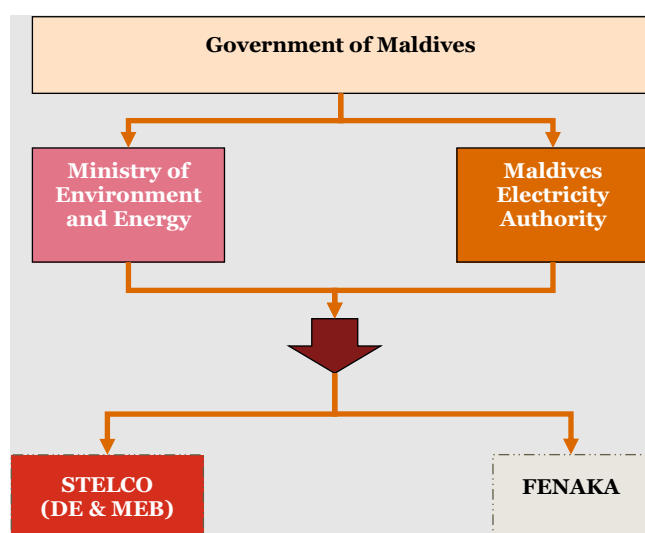 Government of Maldives
Ministry of
Environment
and Energy
Maldives
Electricity
Authority
STELCO
(DE & MEB)
FENAKA